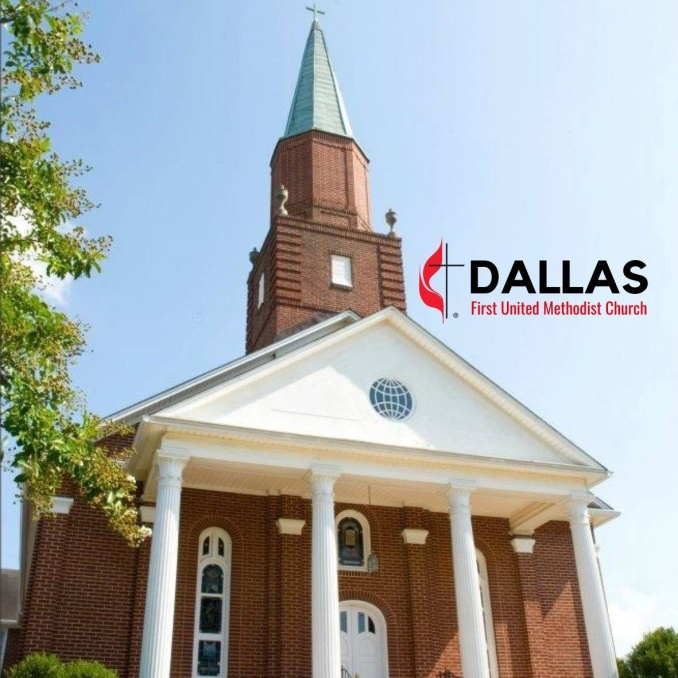 DALLAS
First United Methodist Church
®